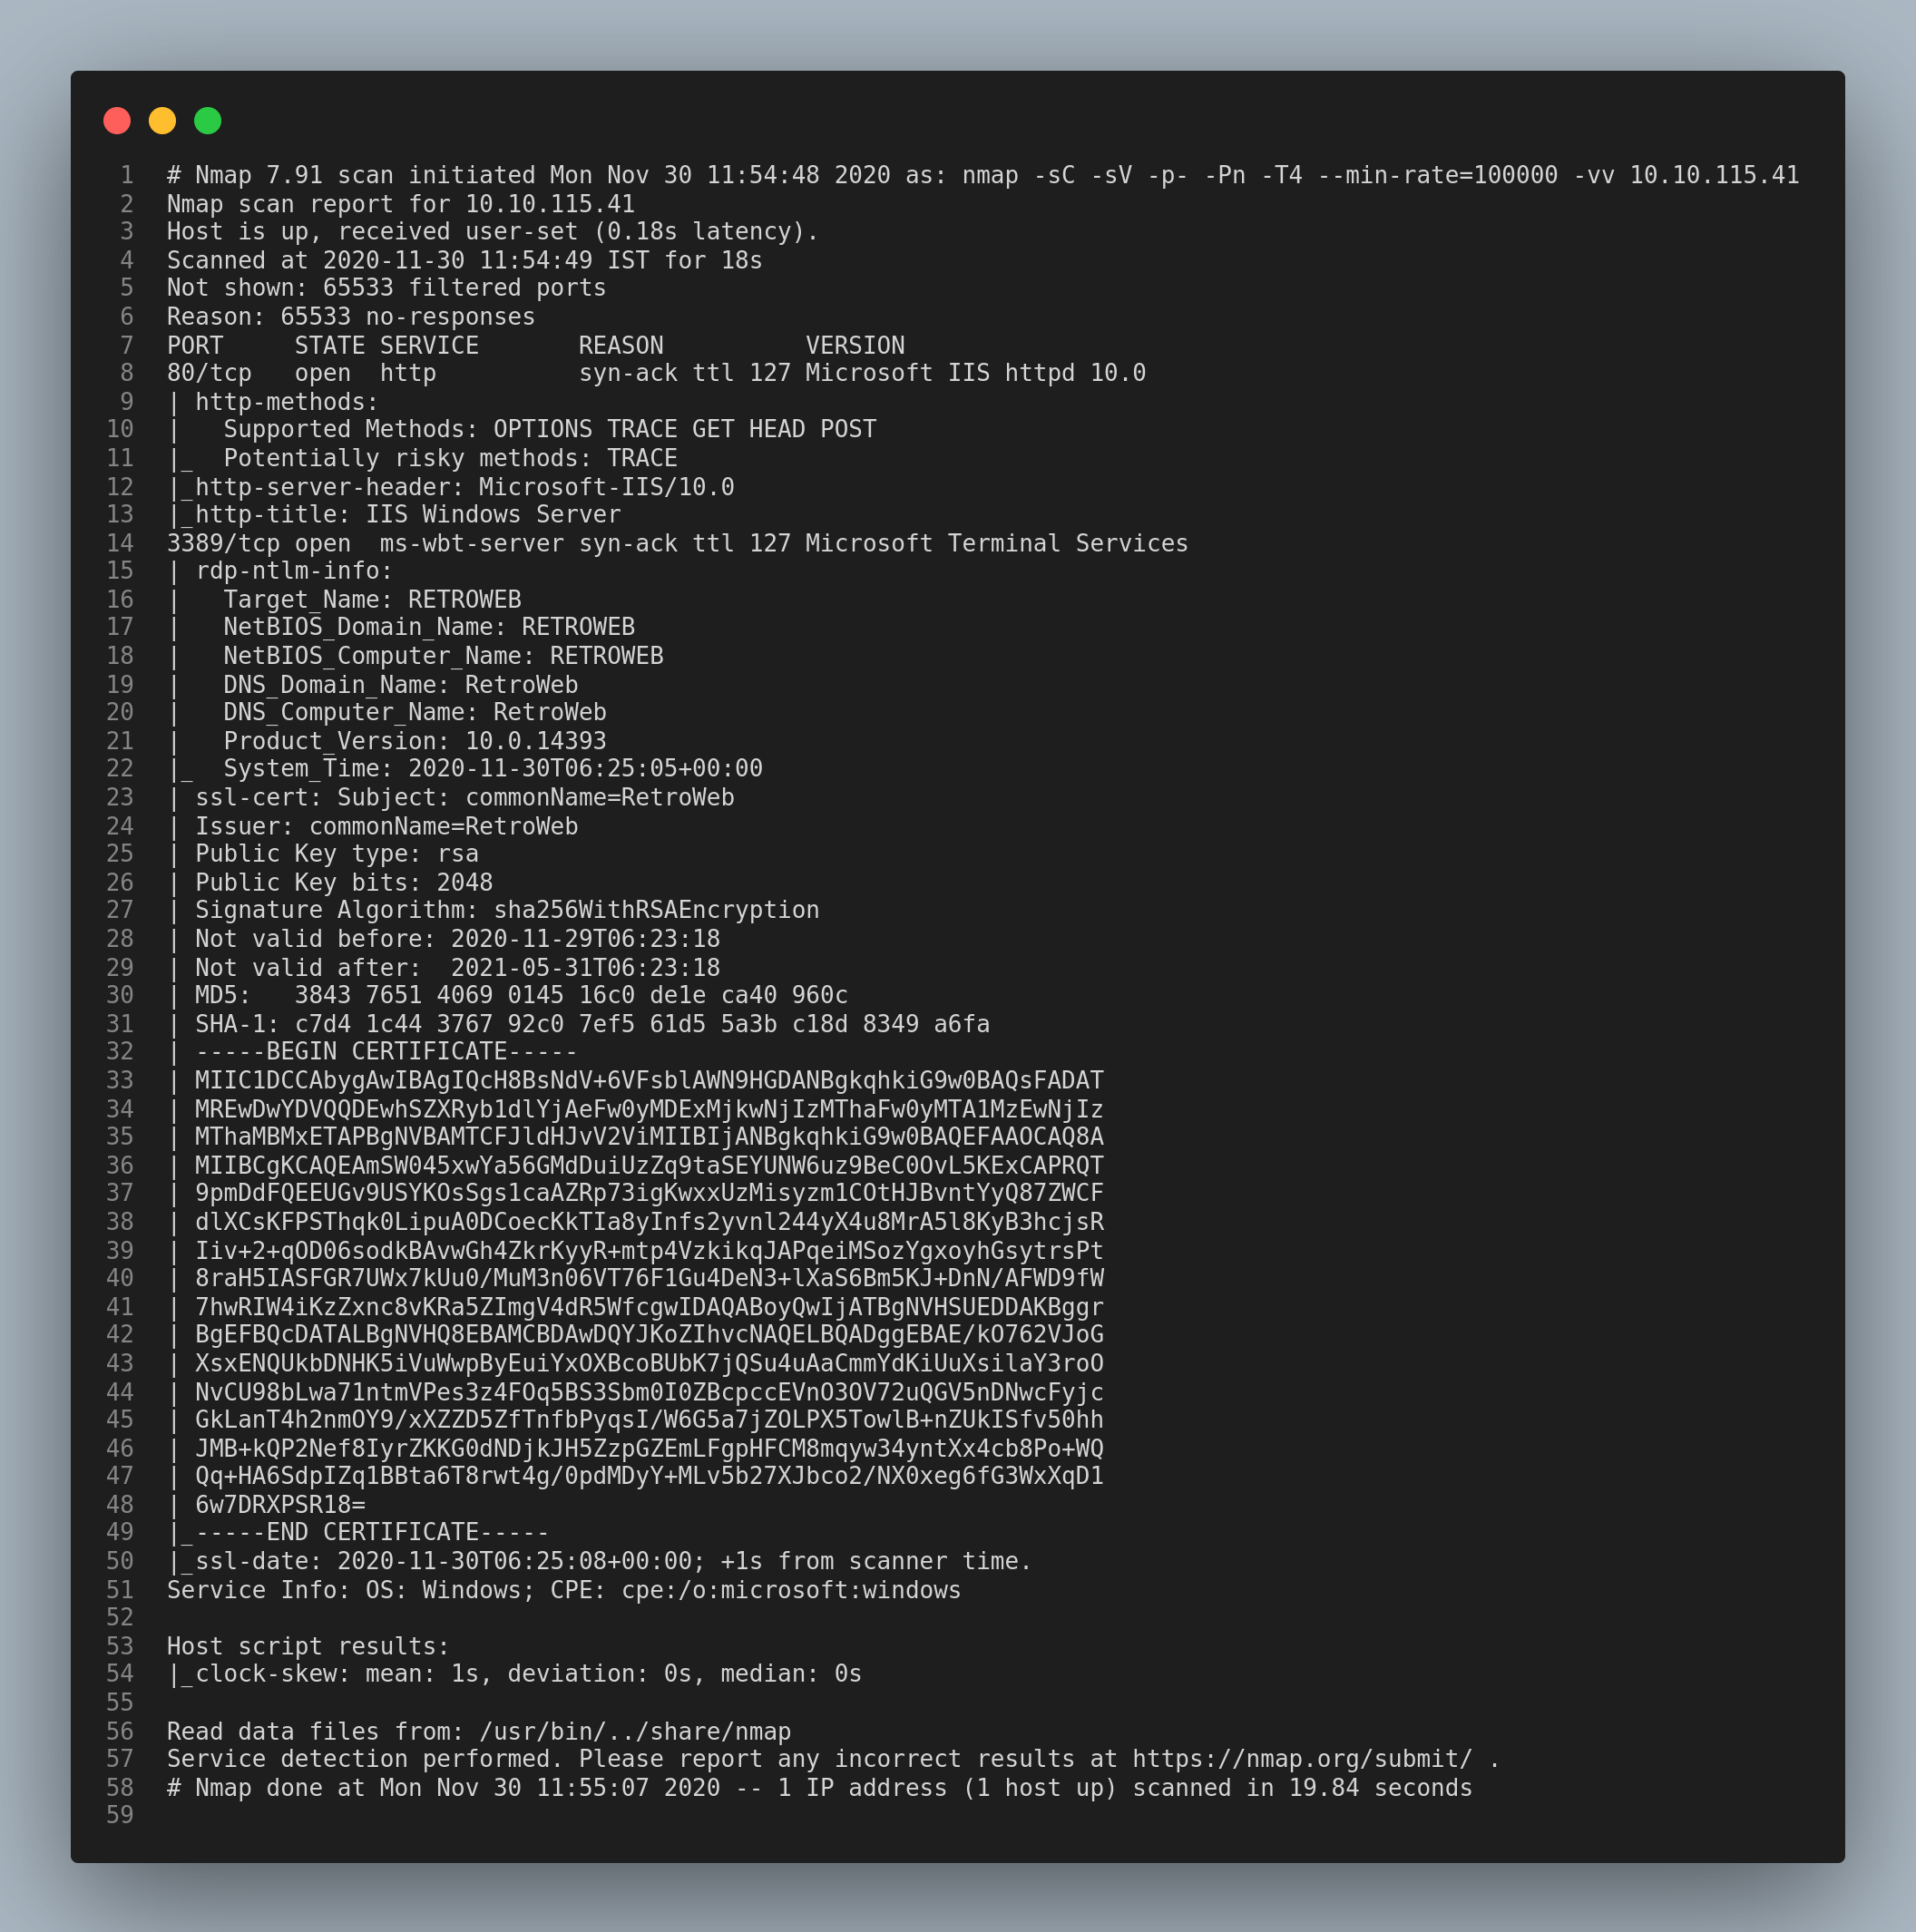 1 # Nmap 7.91 scan initiated Mon Nov 30 11:54:48 2020 as: nmap -sC -sV -p- -Pn -T4 --min-rate=100000 -vv 10.10.115.41
2 Nmap scan report for 10.10.115.41
3 Host is up, received user-set (0.18s latency).
4 Scanned at 2020-11-30 11:54:49 IST for 18s
5 Not shown: 65533 filtered ports
6 Reason: 65533 no-responses
7 PORT     STATE SERVICE       REASON          VERSION
8 80/tcp   open  http          syn-ack ttl 127 Microsoft IIS httpd 10.0
9 | http-methods:
10 |   Supported Methods: OPTIONS TRACE GET HEAD POST
11 |_  Potentially risky methods: TRACE
12 |_http-server-header: Microsoft-IIS/10.0
13 |_http-title: IIS Windows Server
14 3389/tcp open  ms-wbt-server syn-ack ttl 127 Microsoft Terminal Services
15 | rdp-ntlm-info:
16 |   Target_Name: RETROWEB
17 |   NetBIOS_Domain_Name: RETROWEB
18 |   NetBIOS_Computer_Name: RETROWEB
19 |   DNS_Domain_Name: RetroWeb
20 |   DNS_Computer_Name: RetroWeb
21 |   Product_Version: 10.0.14393
22 |_  System_Time: 2020-11-30T06:25:05+00:00
23 | ssl-cert: Subject: commonName=RetroWeb
24 | Issuer: commonName=RetroWeb
25 | Public Key type: rsa
26 | Public Key bits: 2048
27 | Signature Algorithm: sha256WithRSAEncryption
28 | Not valid before: 2020-11-29T06:23:18
29 | Not valid after:  2021-05-31T06:23:18
30 | MD5:   3843 7651 4069 0145 16c0 de1e ca40 960c
31 | SHA-1: c7d4 1c44 3767 92c0 7ef5 61d5 5a3b c18d 8349 a6fa
32 | -----BEGIN CERTIFICATE-----
33 | MIIC1DCCAbygAwIBAgIQcH8BsNdV+6VFsblAWN9HGDANBgkqhkiG9w0BAQsFADAT
34 | MREwDwYDVQQDEwhSZXRyb1dlYjAeFw0yMDExMjkwNjIzMThaFw0yMTA1MzEwNjIz
35 | MThaMBMxETAPBgNVBAMTCFJldHJvV2ViMIIBIjANBgkqhkiG9w0BAQEFAAOCAQ8A
36 | MIIBCgKCAQEAmSW045xwYa56GMdDuiUzZq9taSEYUNW6uz9BeC0OvL5KExCAPRQT
37 | 9pmDdFQEEUGv9USYKOsSgs1caAZRp73igKwxxUzMisyzm1COtHJBvntYyQ87ZWCF
38 | dlXCsKFPSThqk0LipuA0DCoecKkTIa8yInfs2yvnl244yX4u8MrA5l8KyB3hcjsR
39 | Iiv+2+qOD06sodkBAvwGh4ZkrKyyR+mtp4VzkikqJAPqeiMSozYgxoyhGsytrsPt
40 | 8raH5IASFGR7UWx7kUu0/MuM3n06VT76F1Gu4DeN3+lXaS6Bm5KJ+DnN/AFWD9fW
41 | 7hwRIW4iKzZxnc8vKRa5ZImgV4dR5WfcgwIDAQABoyQwIjATBgNVHSUEDDAKBggr
42 | BgEFBQcDATALBgNVHQ8EBAMCBDAwDQYJKoZIhvcNAQELBQADggEBAE/kO762VJoG
43 | XsxENQUkbDNHK5iVuWwpByEuiYxOXBcoBUbK7jQSu4uAaCmmYdKiUuXsilaY3roO
44 | NvCU98bLwa71ntmVPes3z4FOq5BS3Sbm0I0ZBcpccEVnO3OV72uQGV5nDNwcFyjc
45 | GkLanT4h2nmOY9/xXZZD5ZfTnfbPyqsI/W6G5a7jZOLPX5TowlB+nZUkISfv50hh
46 | JMB+kQP2Nef8IyrZKKG0dNDjkJH5ZzpGZEmLFgpHFCM8mqyw34yntXx4cb8Po+WQ
47 | Qq+HA6SdpIZq1BBta6T8rwt4g/0pdMDyY+MLv5b27XJbco2/NX0xeg6fG3WxXqD1
48 | 6w7DRXPSR18=
49 |_-----END CERTIFICATE-----
50 |_ssl-date: 2020-11-30T06:25:08+00:00; +1s from scanner time.
51 Service Info: OS: Windows; CPE: cpe:/o:microsoft:windows
52
53 Host script results:
54 |_clock-skew: mean: 1s, deviation: 0s, median: 0s
55
56 Read data files from: /usr/bin/../share/nmap
57 Service detection performed. Please report any incorrect results at https://nmap.org/submit/ .
58 # Nmap done at Mon Nov 30 11:55:07 2020 -- 1 IP address (1 host up) scanned in 19.84 seconds
59